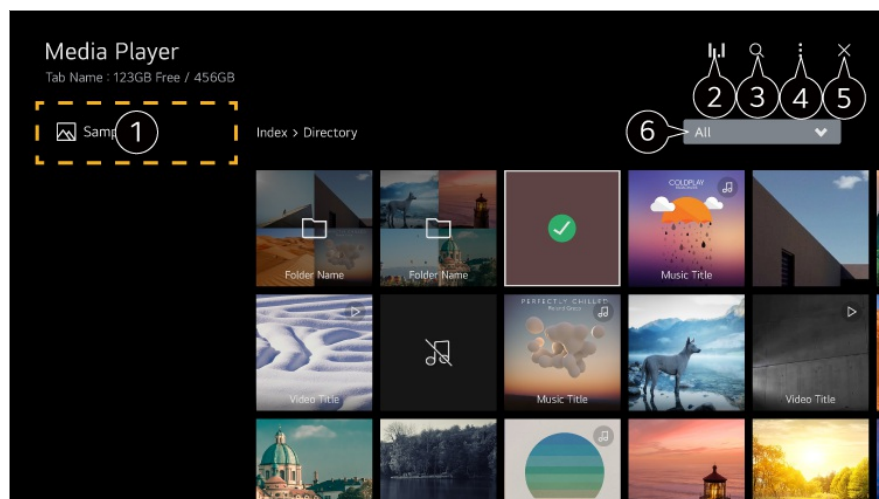 Media Player
Tab Name : 123GB Free / 456GB
2
3
4
5
1
Index > Directory
6
All
COLDPLAY
Folder Name
Folder Name
Music Title
PERFECTLY CHILLED
Video Title
Music Title
Video Title